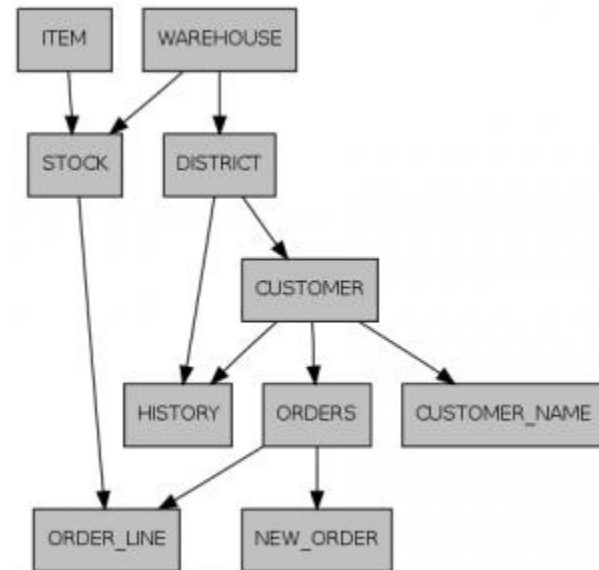 ITEM
WAREHOUSE
STOCK
DISTRICT
CUSTOMER
HISTORY
ORDERS
CUSTOMER_NAME
ORDER_LINE
NEW_ORDER